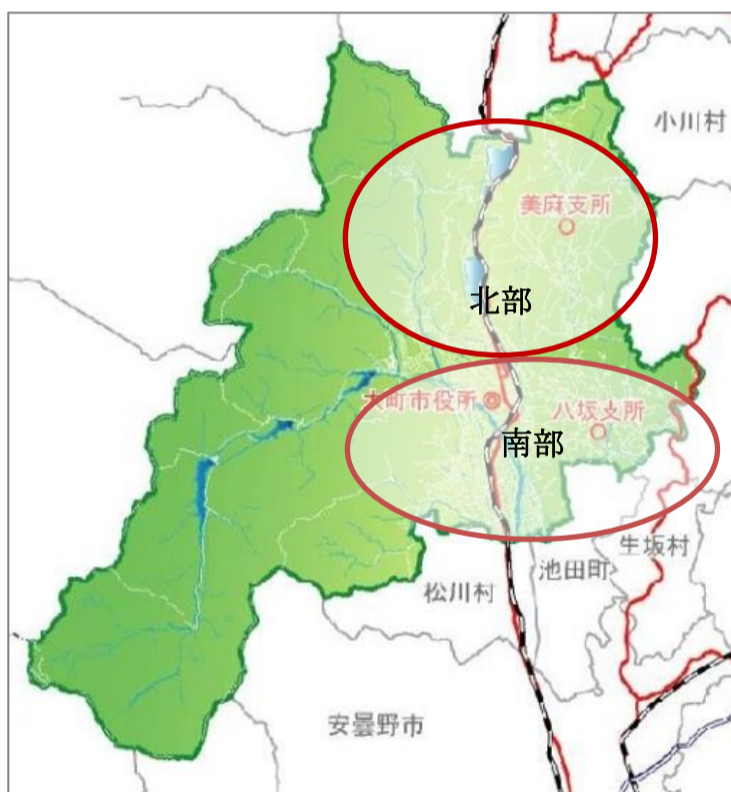 小川村
美麻支所
北部
大町市役所
八坂支所
南部
生坂村
池田町
松川村
安曇野市